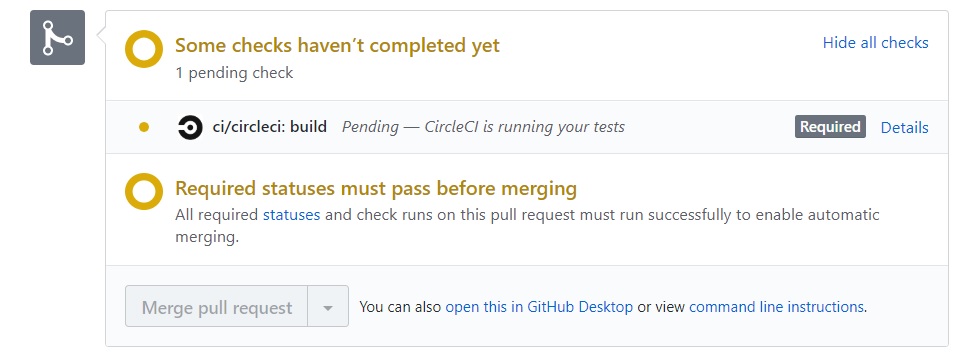 Some checks haven’t completed yet
Hide all checks
1 pending check
ci/circleci: build Pending — CircleCI is running your tests Required Details
Required statuses must pass before merging
All required statuses and check runs on this pull request must run successfully to enable automatic
merging.
Merge pull request You can also open this in GitHub Desktop or view command line instructions.